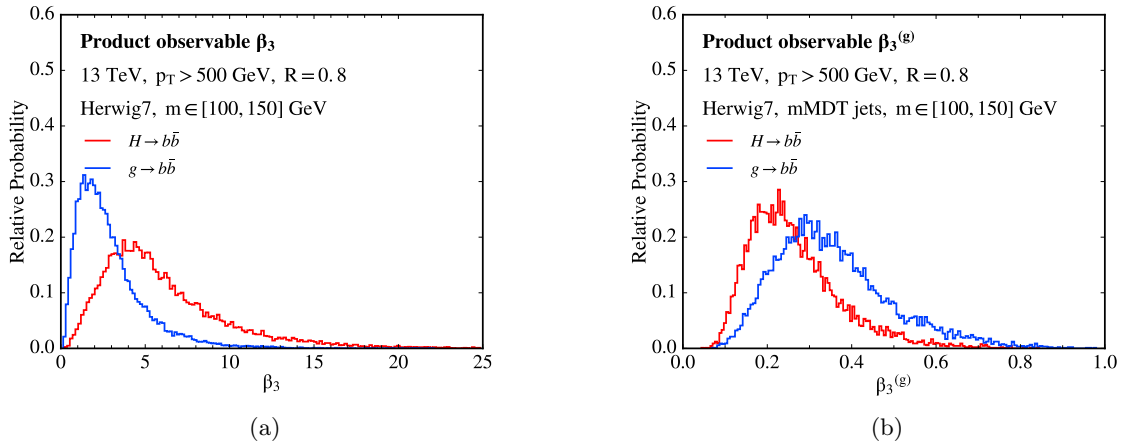 Product observable β₃
13 TeV, p_T > 500 GeV, R = 0.8
Herwig7, m ∈ [100, 150] GeV
H → bb̄
g → bb̄
Relative Probability
0.6
0.5
0.4
0.3
0.2
0.1
0.0
0 5 10 15 20 25
β₃
(a)
Product observable β₃⁽ᵍ⁾
13 TeV, p_T > 500 GeV, R = 0.8
Herwig7, mMDT jets, m ∈ [100, 150] GeV
H → bb̄
g → bb̄
Relative Probability
0.6
0.5
0.4
0.3
0.2
0.1
0.0
0.0 0.2 0.4 0.6 0.8 1.0
β₃⁽ᵍ⁾
(b)